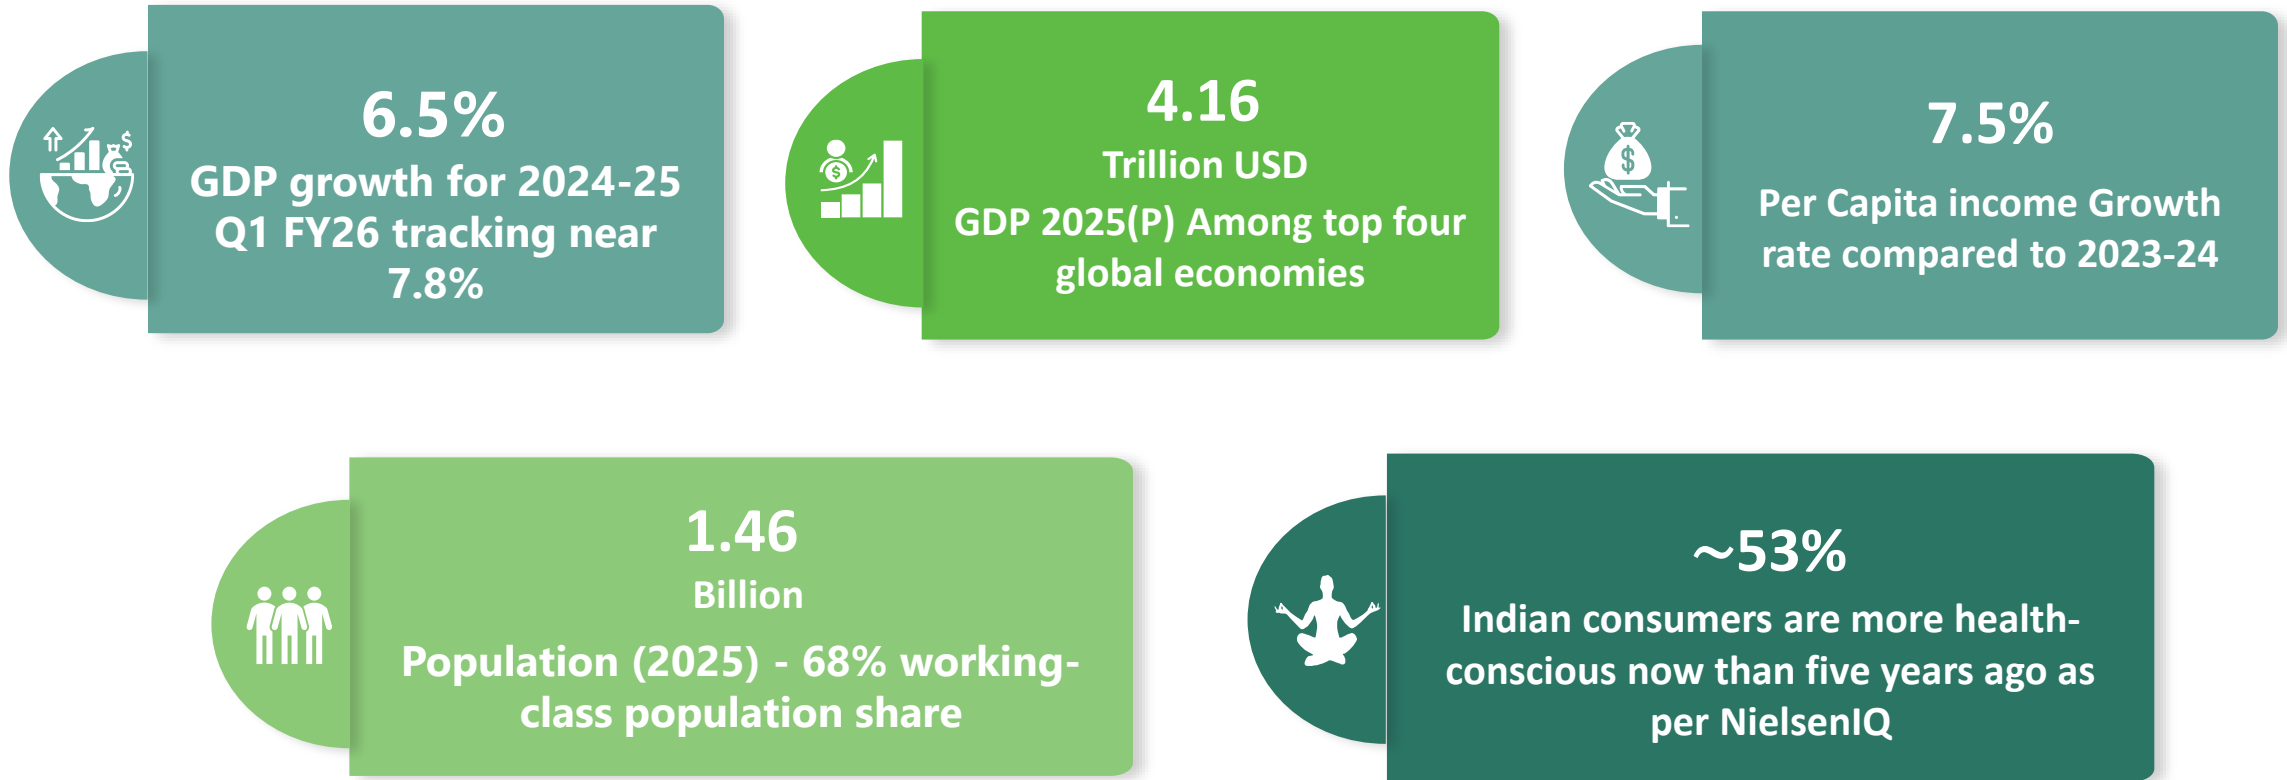 6.5%
GDP growth for 2024-25
Q1 FY26 tracking near
7.8%
4.16
Trillion USD
GDP 2025(P) Among top four
global economies
7.5%
Per Capita income Growth
rate compared to 2023-24
1.46
Billion
Population (2025) - 68% working-
class population share
~53%
Indian consumers are more health-
conscious now than five years ago as
per NielsenIQ